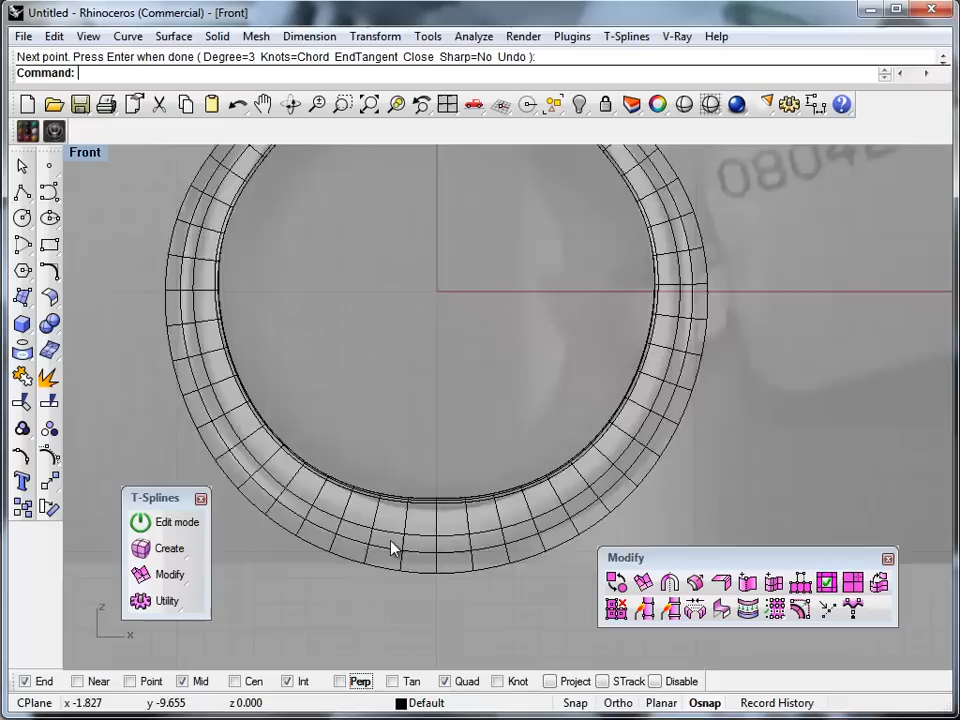 Untitled - Rhinoceros (Commercial) - [Front]
File Edit View Curve Surface Solid Mesh Dimension Transform Tools Analyze Render Plugins T-Splines V-Ray Help
Next point. Press Enter when done ( Degree=3 Knots=Chord EndTangent Close Sharp=No Undo ):
Command:
Front
T-Splines
Edit mode
Create
Modify
Utility
Modify
z
x
End Near Point Mid Cen Int Perp Tan Quad Knot Project STrack Disable
CPlane x -1.827 y -9.655 z 0.000 Default Snap Ortho Planar Osnap Record History